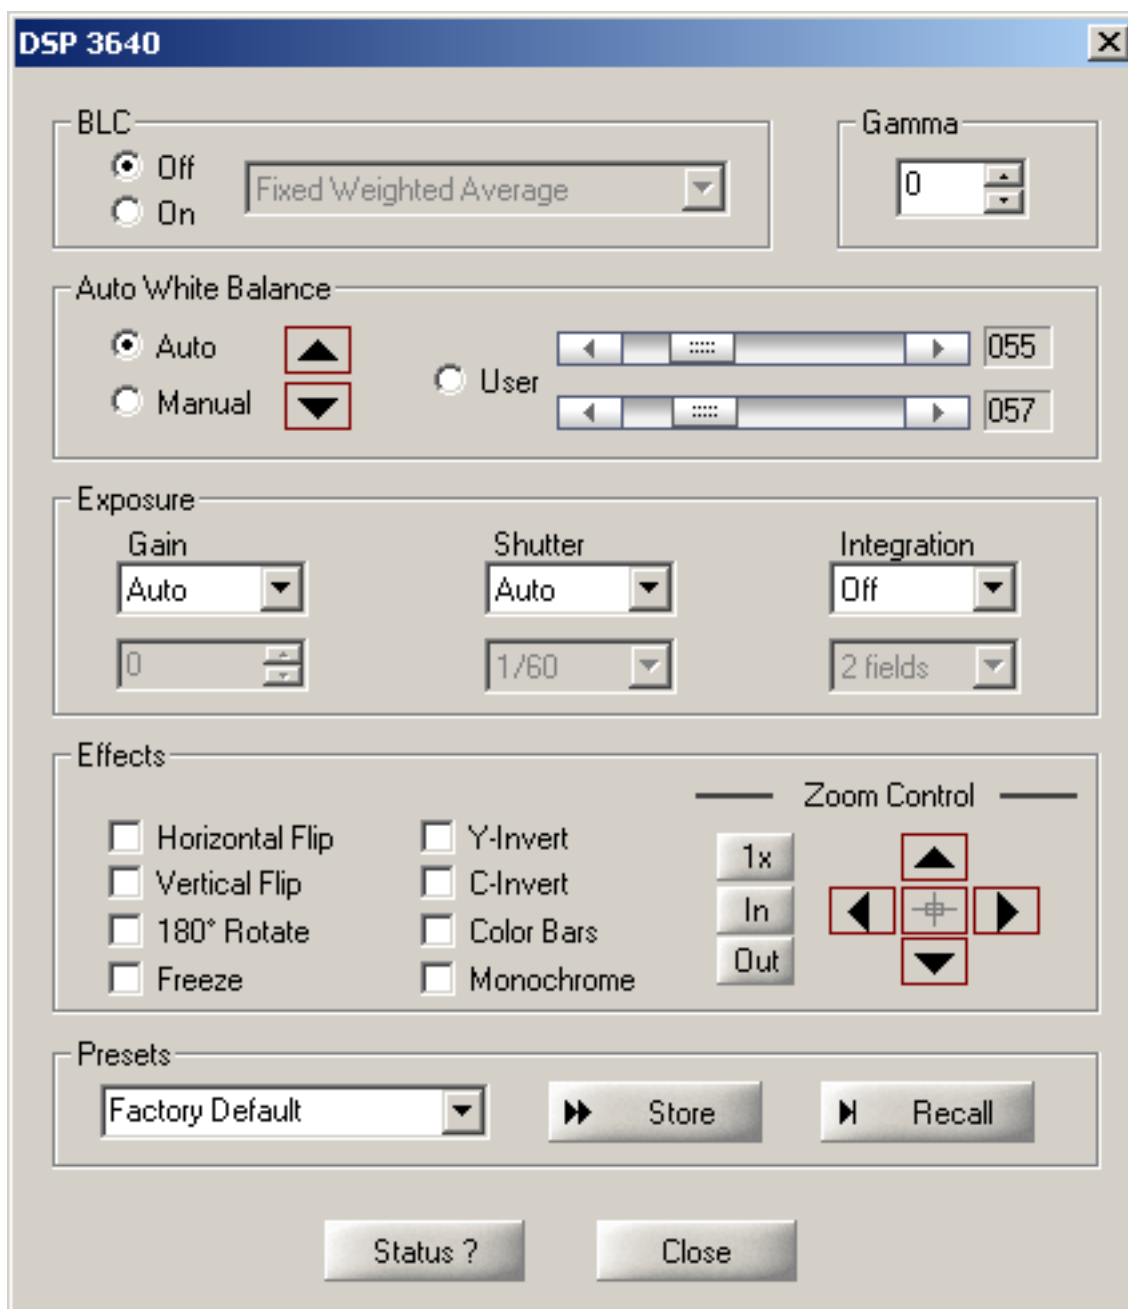 DSP 3640
BLC
Off
On
Fixed Weighted Average
Gamma
0
Auto White Balance
Auto
Manual
User
055
057
Exposure
Gain
Shutter
Integration
Auto
Auto
Off
0
1/60
2 fields
Effects
Horizontal Flip
Vertical Flip
180° Rotate
Freeze
Y-Invert
C-Invert
Color Bars
Monochrome
Zoom Control
1x
In
Out
Presets
Factory Default
Store
Recall
Status ?
Close